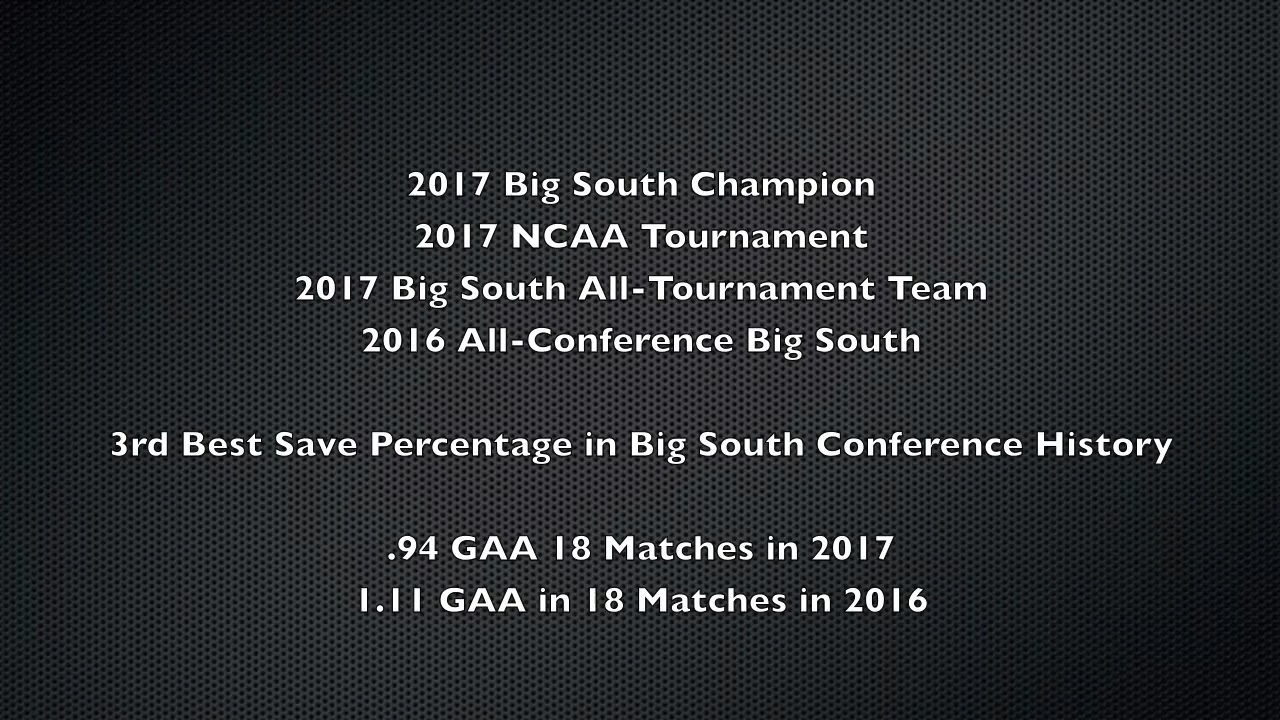 2017 Big South Champion
2017 NCAA Tournament
2017 Big South All-Tournament Team
2016 All-Conference Big South
3rd Best Save Percentage in Big South Conference History
.94 GAA 18 Matches in 2017
1.11 GAA in 18 Matches in 2016